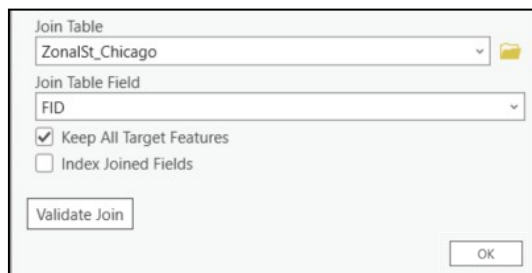 Join Table
ZonalSt_Chicago
Join Table Field
FID
Keep All Target Features
Index Joined Fields
Validate Join
OK